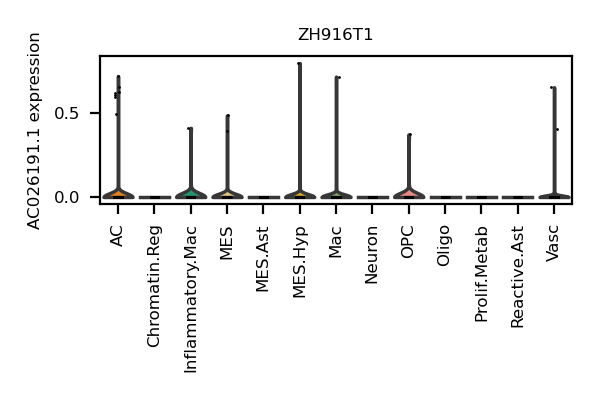 ZH916T1
AC026191.1 expression
0.5
0.0
AC
Chromatin.Reg
Inflammatory.Mac
MES
MES.Ast
MES.Hyp
Mac
Neuron
OPC
Oligo
Prolif.Metab
Reactive.Ast
Vasc